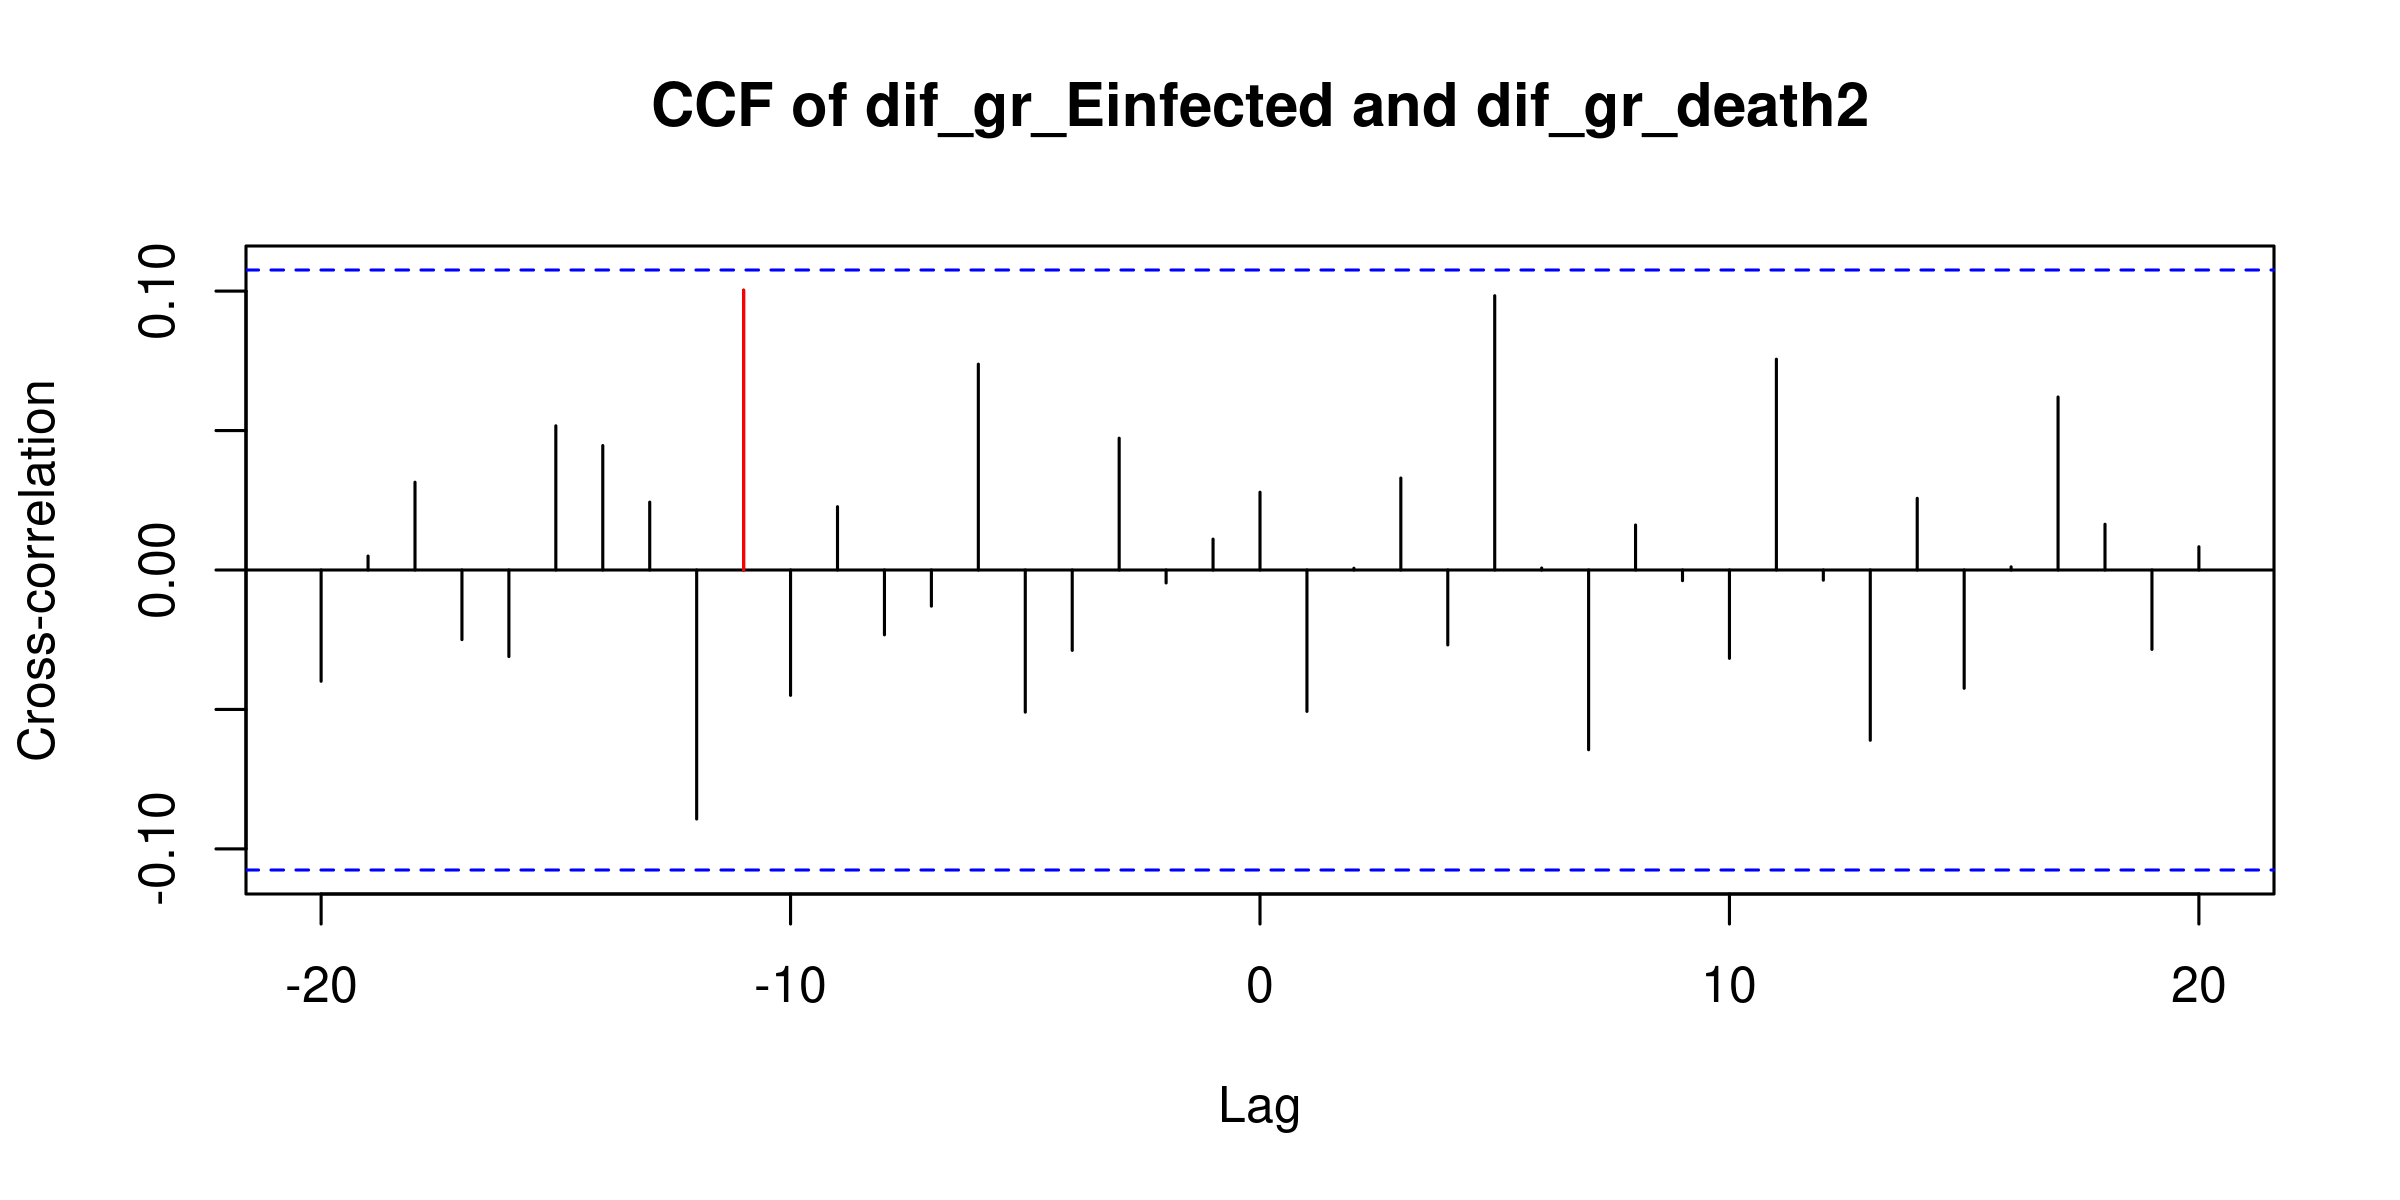 CCF of dif_gr_Einfected and dif_gr_death2
Cross-correlation
0.10
0.00
-0.10
-20 -10 0 10 20
Lag